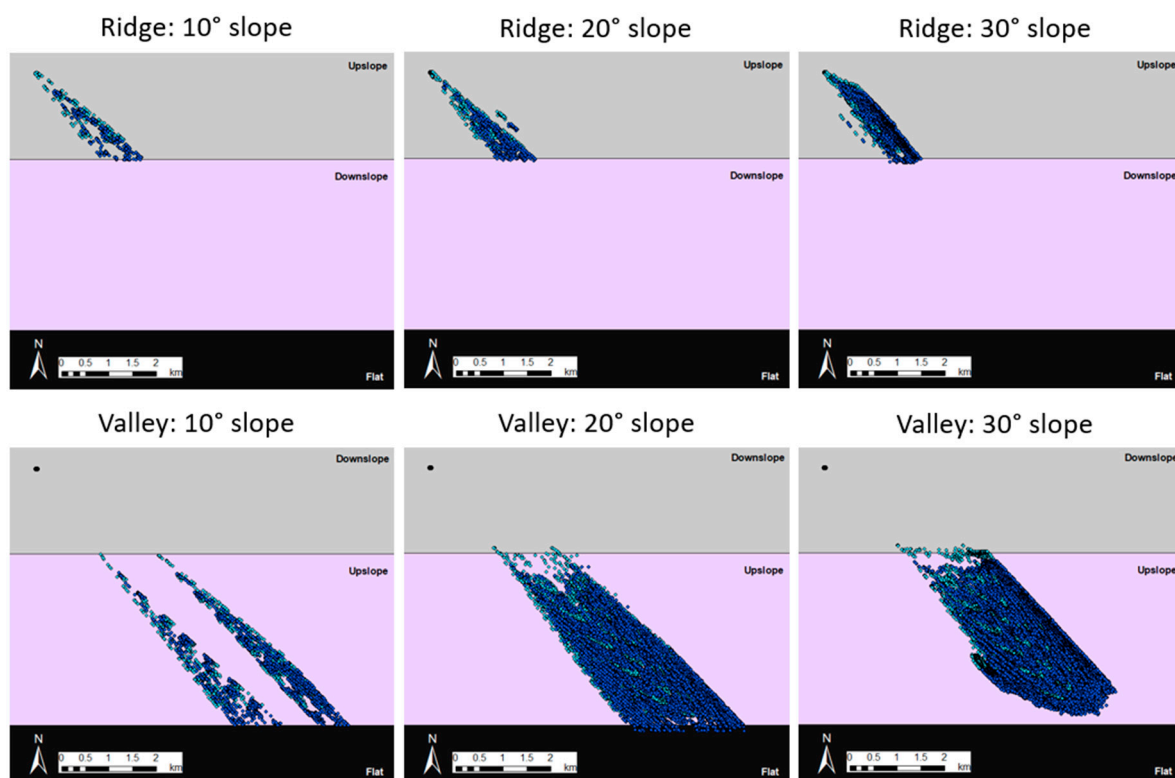 Ridge: 10° slope
Ridge: 20° slope
Ridge: 30° slope
Upslope
Upslope
Upslope
Downslope
Downslope
Downslope
N
0 0.5 1 1.5 2
km
Flat
N
0 0.5 1 1.5 2
km
Flat
N
0 0.5 1 1.5 2
km
Flat
Valley: 10° slope
Valley: 20° slope
Valley: 30° slope
Downslope
Downslope
Downslope
Upslope
Upslope
Upslope
N
0 0.5 1 1.5 2
km
Flat
N
0 0.5 1 1.5 2
km
Flat
N
0 0.5 1 1.5 2
km
Flat